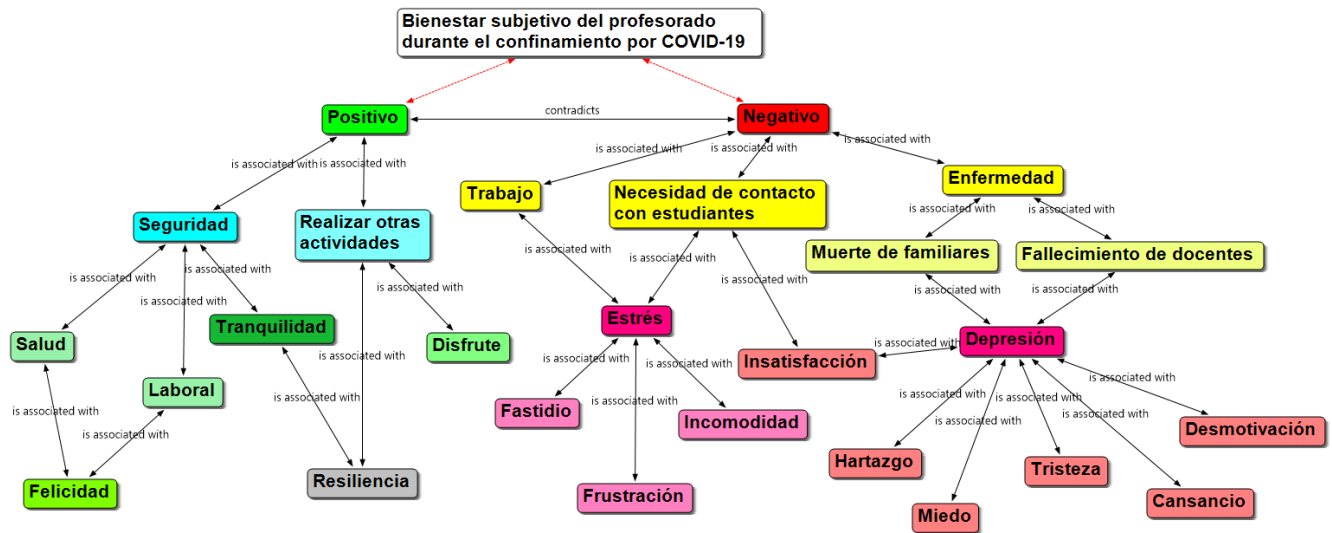 Bienestar subjetivo del profesorado
durante el confinamiento por COVID-19
Positivo
contradicts
Negativo
is associated with
is associated with
is associated with
is associated with
is associated with
Seguridad
Realizar otras
actividades
Trabajo
Necesidad de contacto
con estudiantes
Enfermedad
is associated with
is associated with
Muerte de familiares
Fallecimiento de docentes
is associated with
is associated with
is associated with
is associated with
is associated with
is associated with
is associated with
is associated with
is associated with
is associated with
Salud
Tranquilidad
Disfrute
Estrés
Insatisfacción
is associated with
Depresión
Laboral
is associated with
is associated with
is associated with
is associated with
is associated with
is associated with
is associated with
is associated with
is associated with
is associated with
is associated with
is associated with
Fastidio
Incomodidad
Desmotivación
Felicidad
Resiliencia
Frustración
Hartazgo
Miedo
Tristeza
Cansancio